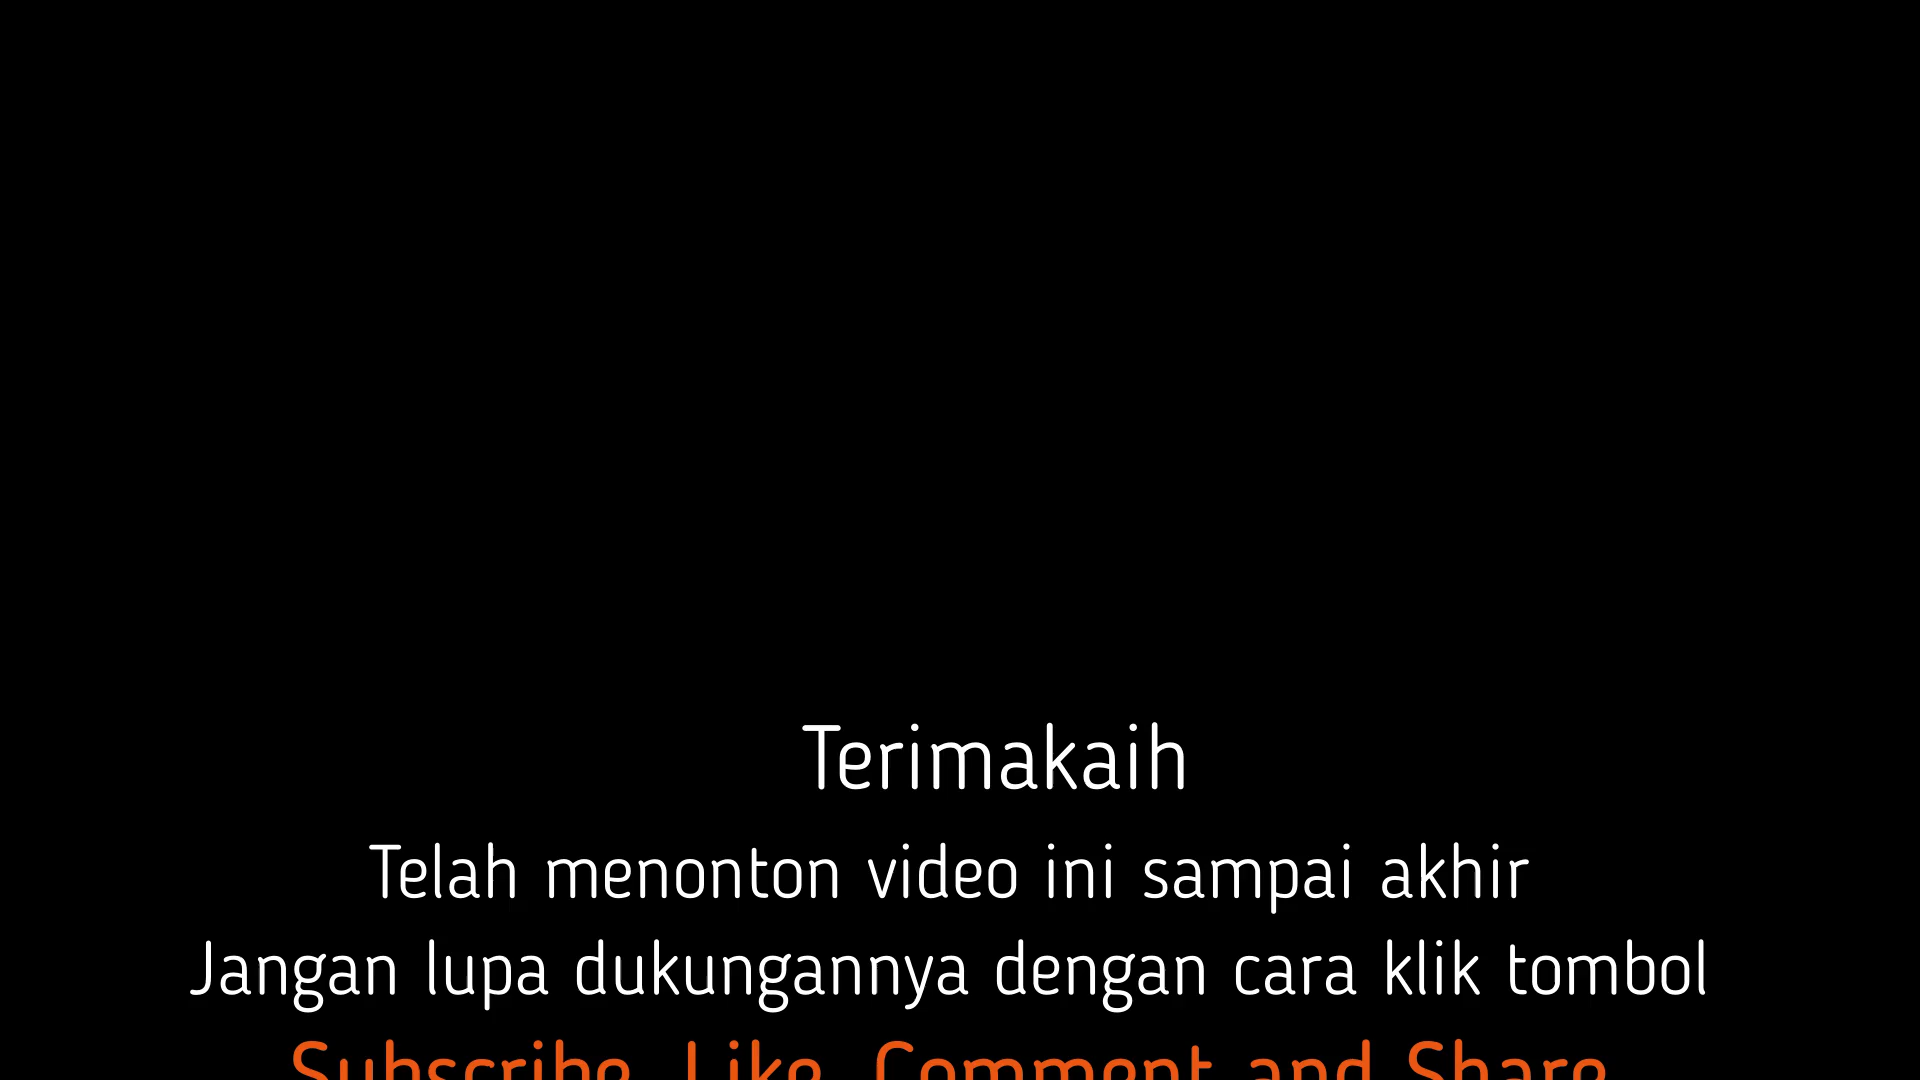 Terimakaih
Telah menonton video ini sampai akhir
Jangan lupa dukungannya dengan cara klik tombol
Subscribe, Like, Comment and Share